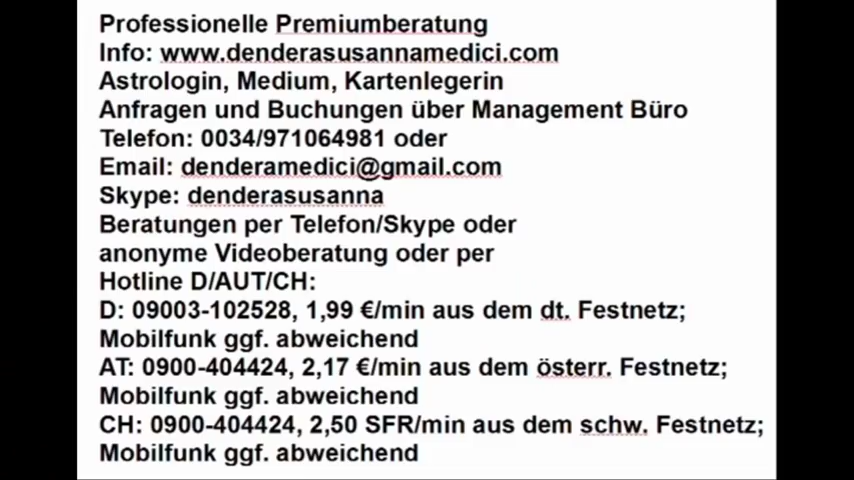 Professionelle Premiumberatung
Info: www.denderasusannamedici.com
Astrologin, Medium, Kartenlegerin
Anfragen und Buchungen über Management Büro
Telefon: 0034/971064981 oder
Email: denderamedici@gmail.com
Skype: denderasusanna
Beratungen per Telefon/Skype oder
anonyme Videoberatung oder per
Hotline D/AUT/CH:
D: 09003-102528, 1,99 €/min aus dem dt. Festnetz;
Mobilfunk ggf. abweichend
AT: 0900-404424, 2,17 €/min aus dem österr. Festnetz;
Mobilfunk ggf. abweichend
CH: 0900-404424, 2,50 SFR/min aus dem schw. Festnetz;
Mobilfunk ggf. abweichend